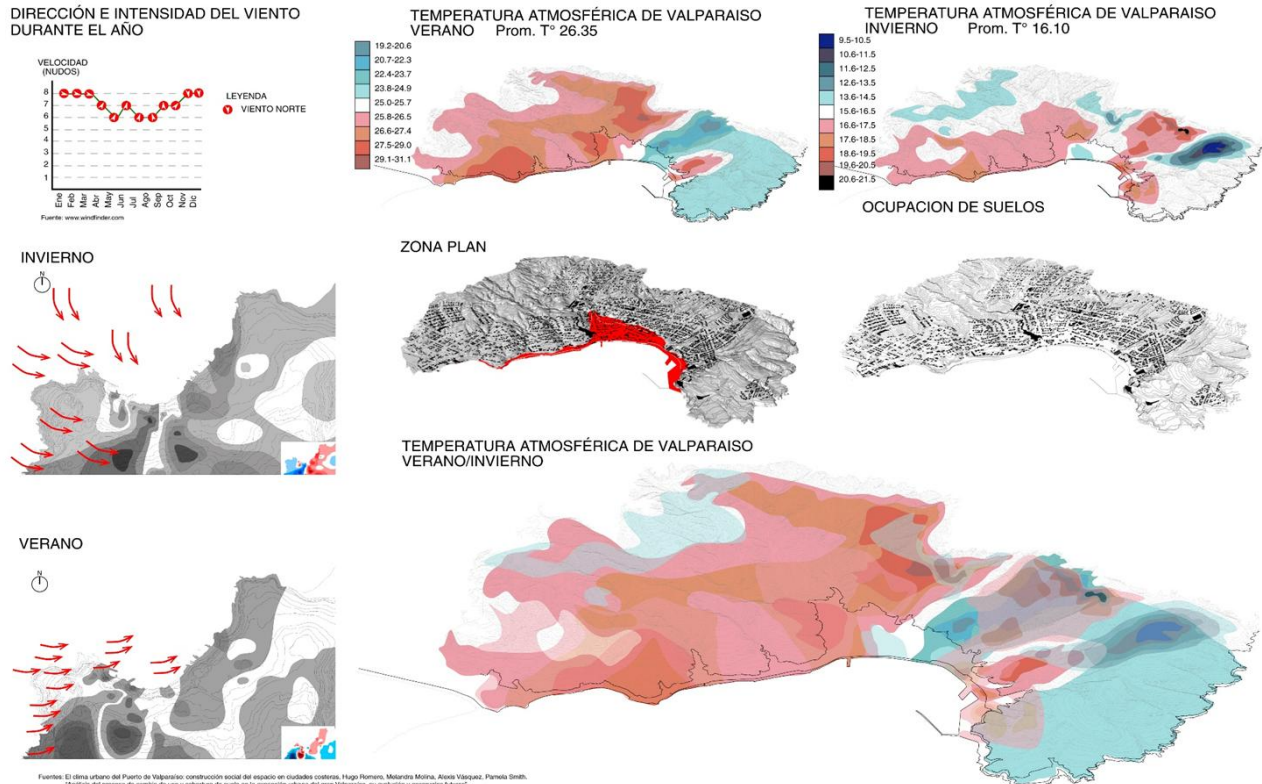 DIRECCIÓN E INTENSIDAD DEL VIENTO
DURANTE EL AÑO
VELOCIDAD
(NUDOS)
8
7
6
5
4
3
2
1
Ene
Feb
Mar
Abr
May
Jun
Jul
Ago
Sep
Oct
Nov
Dic
LEYENDA
VIENTO NORTE
Fuente: www.windfinder.com
TEMPERATURA ATMOSFÉRICA DE VALPARAISO
VERANO Prom. T° 26.35
19.2-20.6
20.7-22.3
22.4-23.7
23.8-24.9
25.0-25.7
25.8-26.5
26.6-27.4
27.5-29.0
29.1-31.1
TEMPERATURA ATMOSFÉRICA DE VALPARAISO
INVIERNO Prom. T° 16.10
9.5-10.5
10.6-11.5
11.6-12.5
12.6-13.5
13.6-14.5
15.6-16.5
16.6-17.5
17.6-18.5
18.6-19.5
19.6-20.5
20.6-21.5
INVIERNO
N
ZONA PLAN
OCUPACION DE SUELOS
TEMPERATURA ATMOSFÉRICA DE VALPARAISO
VERANO/INVIERNO
VERANO
N
Fuentes: El clima urbano del Puerto de Valparaíso: construcción social del espacio en ciudades costeras. Hugo Romero, Melandra Molina, Alexis Vásquez, Pamela Smith.